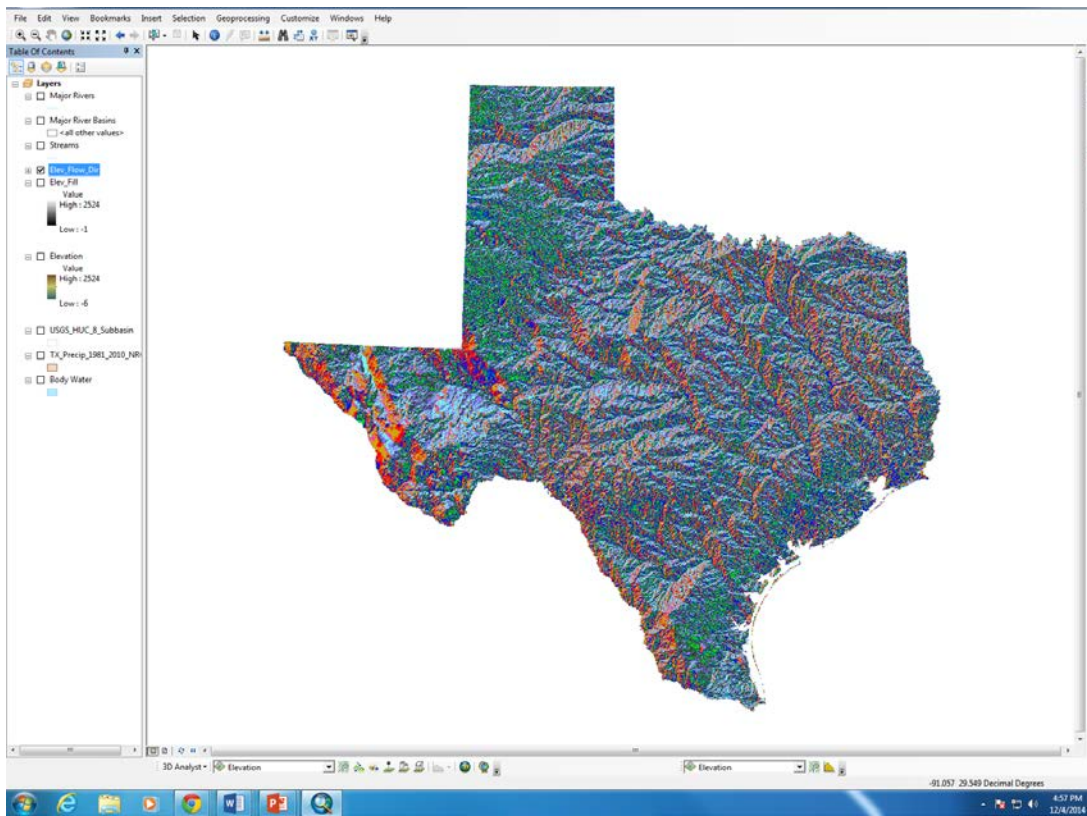 File Edit View Bookmarks Insert Selection Geoprocessing Customize Windows Help
Table Of Contents
Layers
Major Rivers
Major River Basins
<all other values>
Streams
Elev_Flow_Dir
Elev_Fill
Value
High : 2524
Low : -1
Elevation
Value
High : 2524
Low : -6
USGS_HUC_8_Subbasin
TX_Precip_1981_2010_NR
Body Water
3D Analyst Elevation Elevation
-91.057 29.549 Decimal Degrees
4:57 PM
12/4/2014